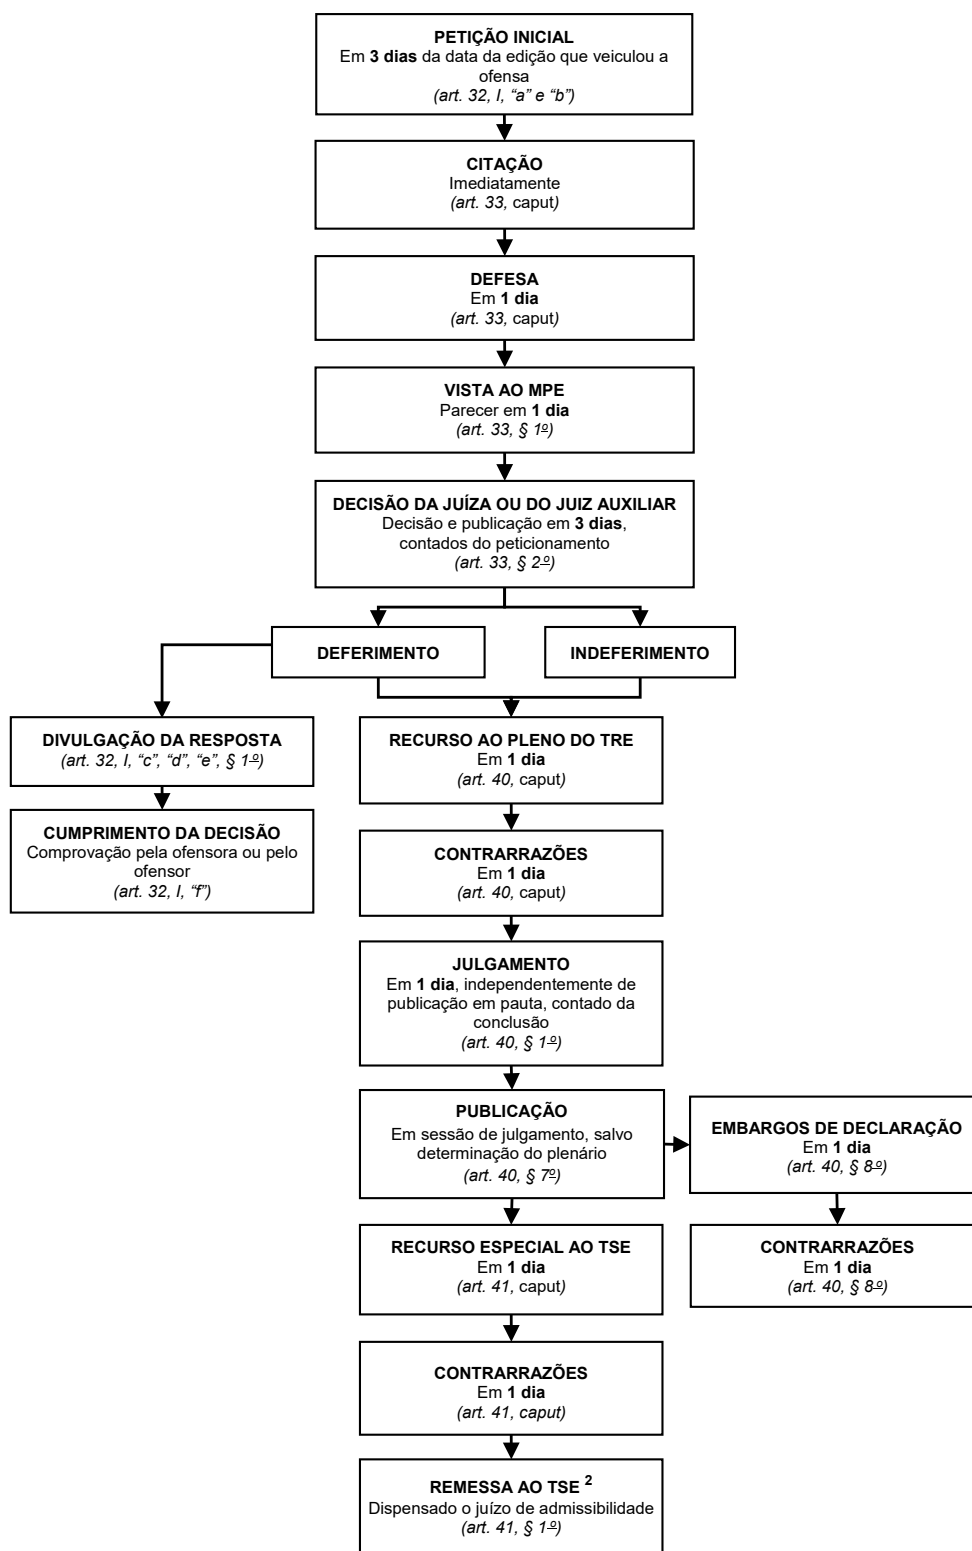 PETIÇÃO INICIAL
Em 3 dias da data da edição que veiculou a
ofensa
(art. 32, I, “a” e “b”)
CITAÇÃO
Imediatamente
(art. 33, caput)
DEFESA
Em 1 dia
(art. 33, caput)
VISTA AO MPE
Parecer em 1 dia
(art. 33, § 1º)
DECISÃO DA JUÍZA OU DO JUIZ AUXILIAR
Decisão e publicação em 3 dias,
contados do peticionamento
(art. 33, § 2º)
DEFERIMENTO
INDEFERIMENTO
DIVULGAÇÃO DA RESPOSTA
(art. 32, I, “c”, “d”, “e”, § 1º)
CUMPRIMENTO DA DECISÃO
Comprovação pela ofensora ou pelo
ofensor
(art. 32, I, “f”)
RECURSO AO PLENO DO TRE
Em 1 dia
(art. 40, caput)
CONTRARRAZÕES
Em 1 dia
(art. 40, caput)
JULGAMENTO
Em 1 dia, independentemente de
publicação em pauta, contado da
conclusão
(art. 40, § 1º)
PUBLICAÇÃO
Em sessão de julgamento, salvo
determinação do plenário
(art. 40, § 7º)
EMBARGOS DE DECLARAÇÃO
Em 1 dia
(art. 40, § 8º)
CONTRARRAZÕES
Em 1 dia
(art. 40, § 8º)
RECURSO ESPECIAL AO TSE
Em 1 dia
(art. 41, caput)
CONTRARRAZÕES
Em 1 dia
(art. 41, caput)
REMESSA AO TSE ²
Dispensado o juízo de admissibilidade
(art. 41, § 1º)